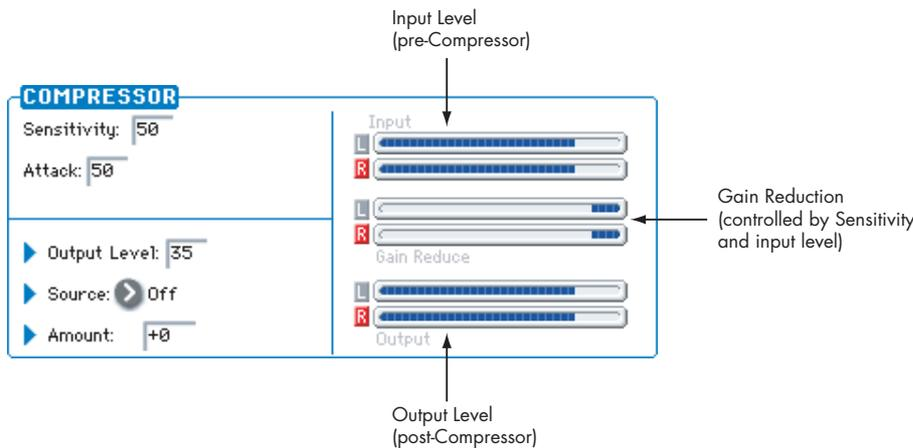 Input Level
(pre-Compressor)
COMPRESSOR
Sensitivity: 50
Attack: 50
Output Level: 35
Source: Off
Amount: +0
Input
L
R
L
R
Gain Reduce
L
R
Output
Gain Reduction
(controlled by Sensitivity
and input level)
Output Level
(post-Compressor)